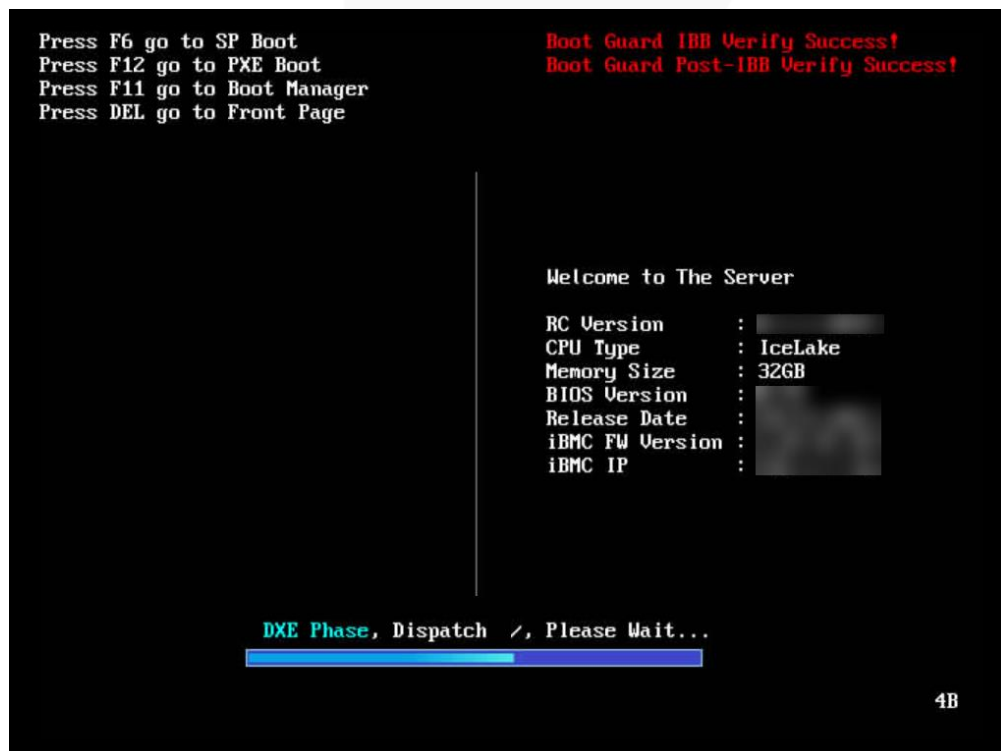 Press F6 go to SP Boot
Press F12 go to PXE Boot
Press F11 go to Boot Manager
Press DEL go to Front Page
Boot Guard IBB Verify Success!
Boot Guard Post-IBB Verify Success!
Welcome to The Server
RC Version :
CPU Type : IceLake
Memory Size : 32GB
BIOS Version :
Release Date :
iBMC FW Version :
iBMC IP :
DXE Phase, Dispatch /, Please Wait...
4B